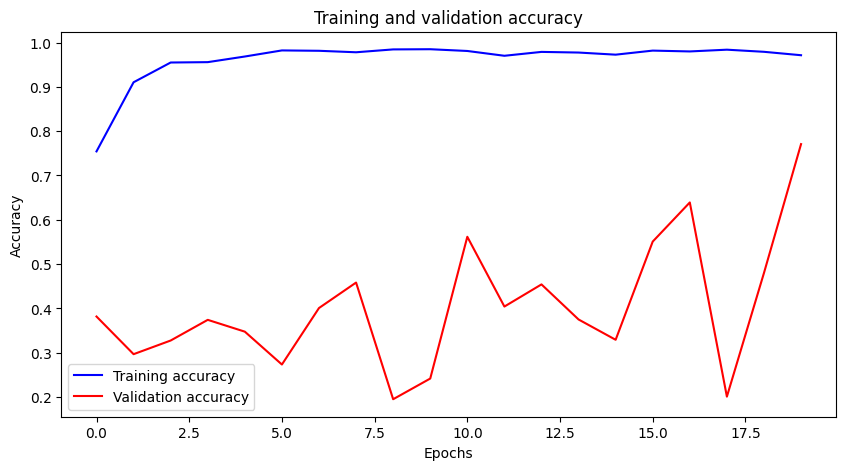 Training and validation accuracy
1.0
0.9
0.8
0.7
0.6
0.5
0.4
0.3
0.2
Accuracy
Training accuracy
Validation accuracy
0.0 2.5 5.0 7.5 10.0 12.5 15.0 17.5
Epochs